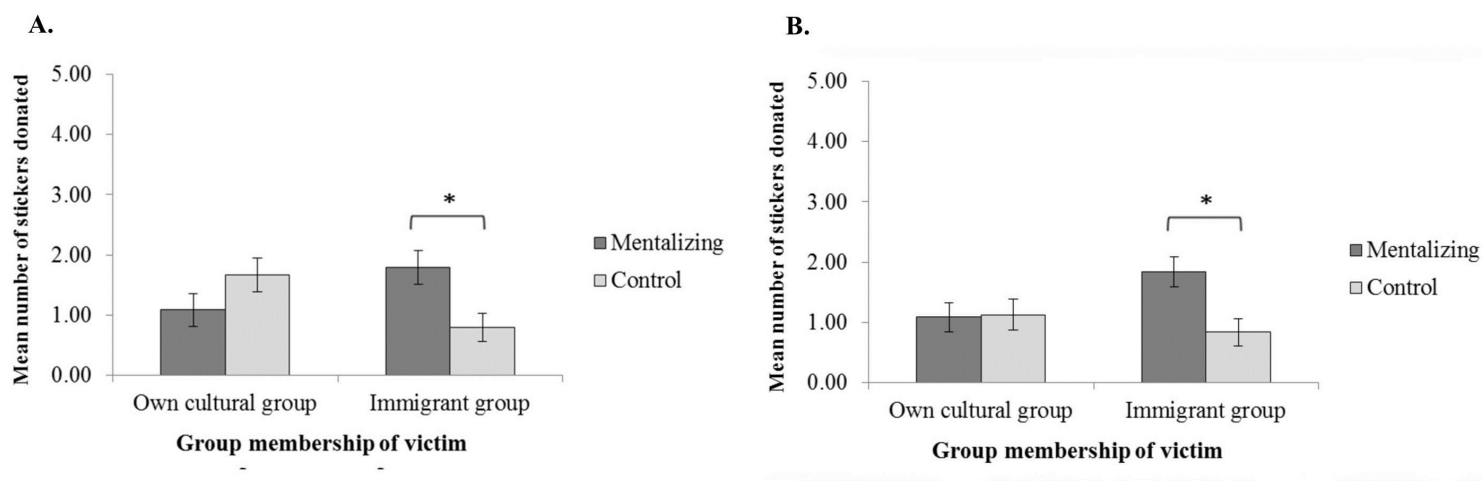 A.
Mean number of stickers donated
5.00
4.00
3.00
2.00
1.00
0.00
*
Own cultural group
Immigrant group
Group membership of victim
Mentalizing
Control
B.
Mean number of stickers donated
5.00
4.00
3.00
2.00
1.00
0.00
*
Own cultural group
Immigrant group
Group membership of victim
Mentalizing
Control